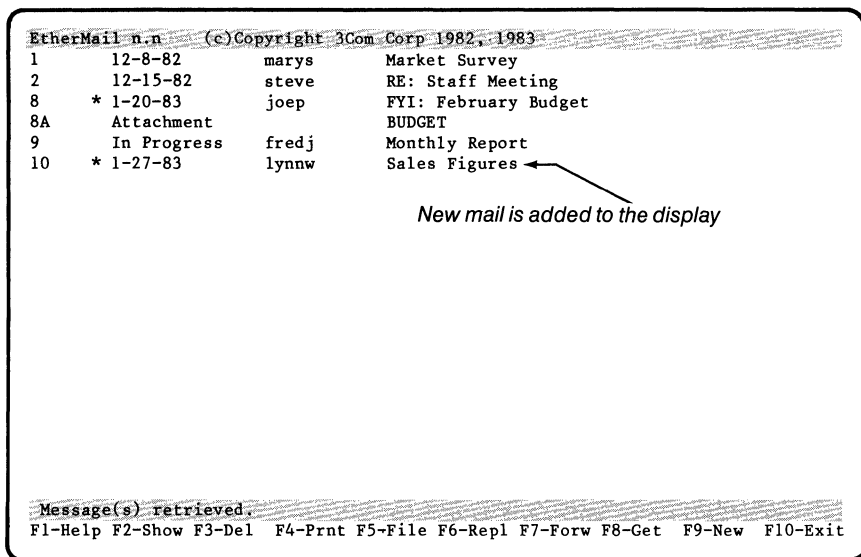 EtherMail n.n (c)Copyright 3Com Corp 1982, 1983
1 12-8-82 marys Market Survey
2 12-15-82 steve RE: Staff Meeting
8 * 1-20-83 joep FYI: February Budget
8A Attachment BUDGET
9 In Progress fredj Monthly Report
10 * 1-27-83 lynnw Sales Figures
New mail is added to the display
Message(s) retrieved.
F1-Help F2-Show F3-Del F4-Prnt F5-File F6-Repl F7-Forw F8-Get F9-New F10-Exit